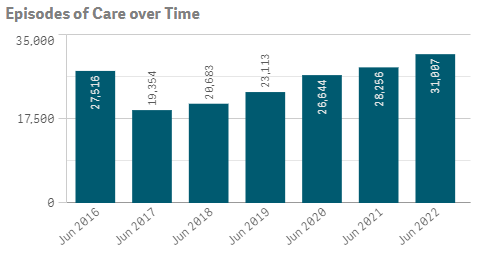 Episodes of Care over Time
35,000
17,500
0
27,516
19,354
20,683
23,113
26,644
28,256
31,007
Jun 2016
Jun 2017
Jun 2018
Jun 2019
Jun 2020
Jun 2021
Jun 2022